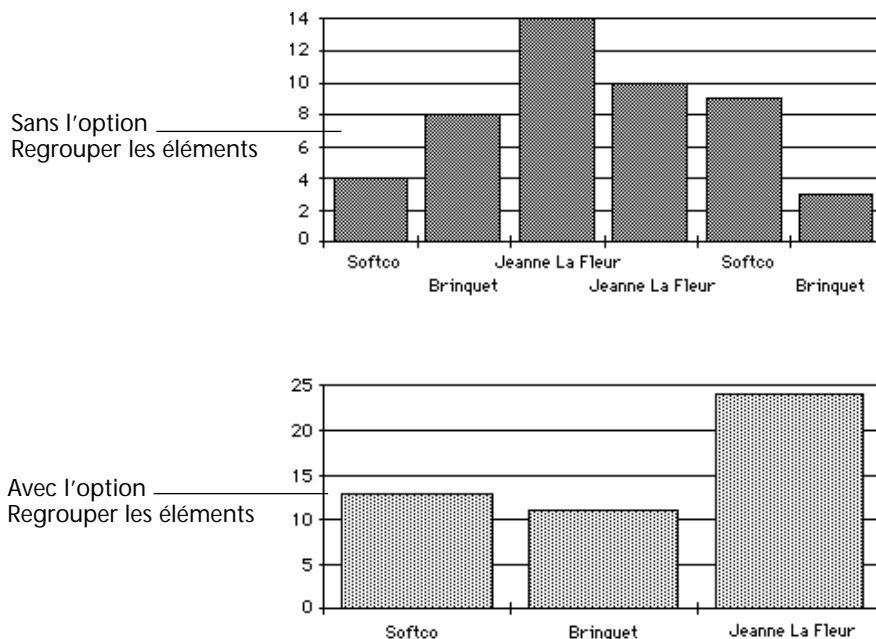 14
12
10
8
6
4
2
0
Sans l'option
Regrouper les éléments
Softco
Brinquet
Jeanne La Fleur
Jeanne La Fleur
Softco
Brinquet
25
20
15
10
5
0
Avec l'option
Regrouper les éléments
Softco
Brinquet
Jeanne La Fleur